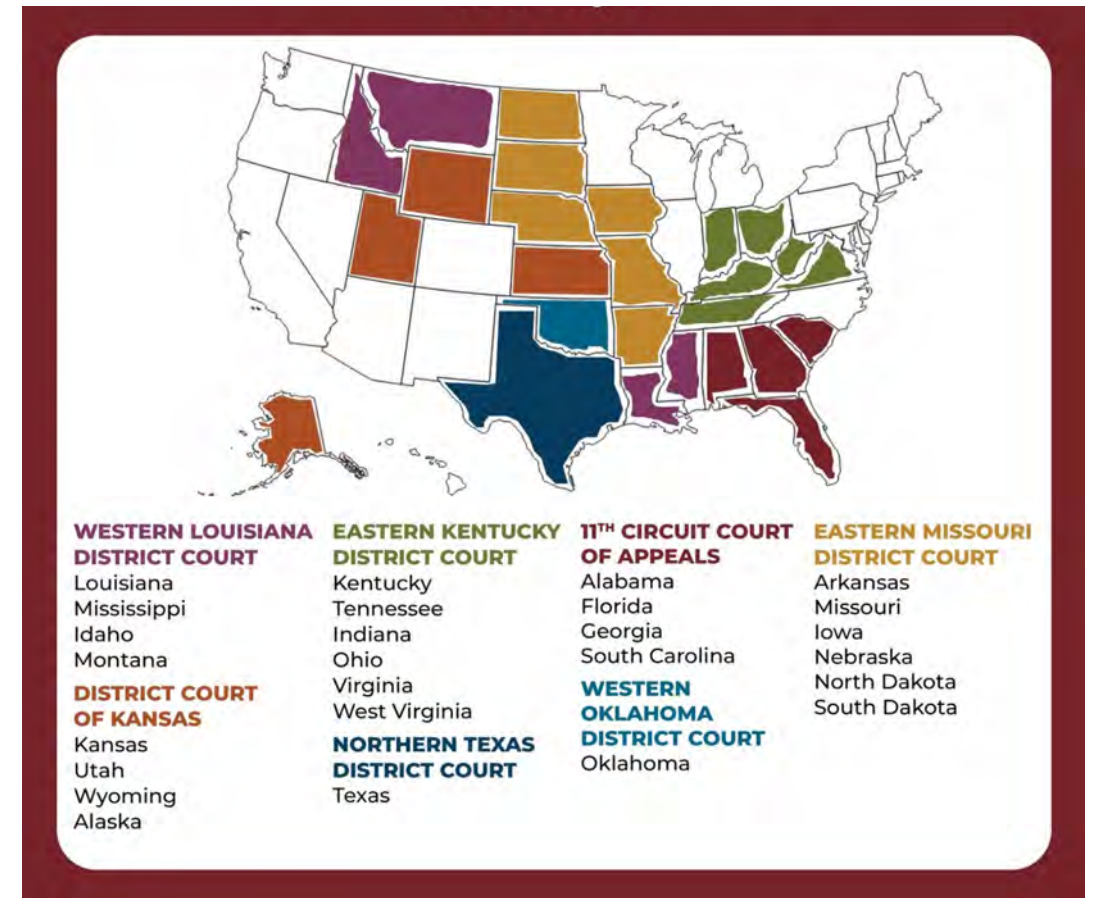 WESTERN LOUISIANA
DISTRICT COURT
Louisiana
Mississippi
Idaho
Montana
DISTRICT COURT
OF KANSAS
Kansas
Utah
Wyoming
Alaska
EASTERN KENTUCKY
DISTRICT COURT
Kentucky
Tennessee
Indiana
Ohio
Virginia
West Virginia
NORTHERN TEXAS
DISTRICT COURT
Texas
11TH CIRCUIT COURT
OF APPEALS
Alabama
Florida
Georgia
South Carolina
WESTERN
OKLAHOMA
DISTRICT COURT
Oklahoma
EASTERN MISSOURI
DISTRICT COURT
Arkansas
Missouri
Iowa
Nebraska
North Dakota
South Dakota